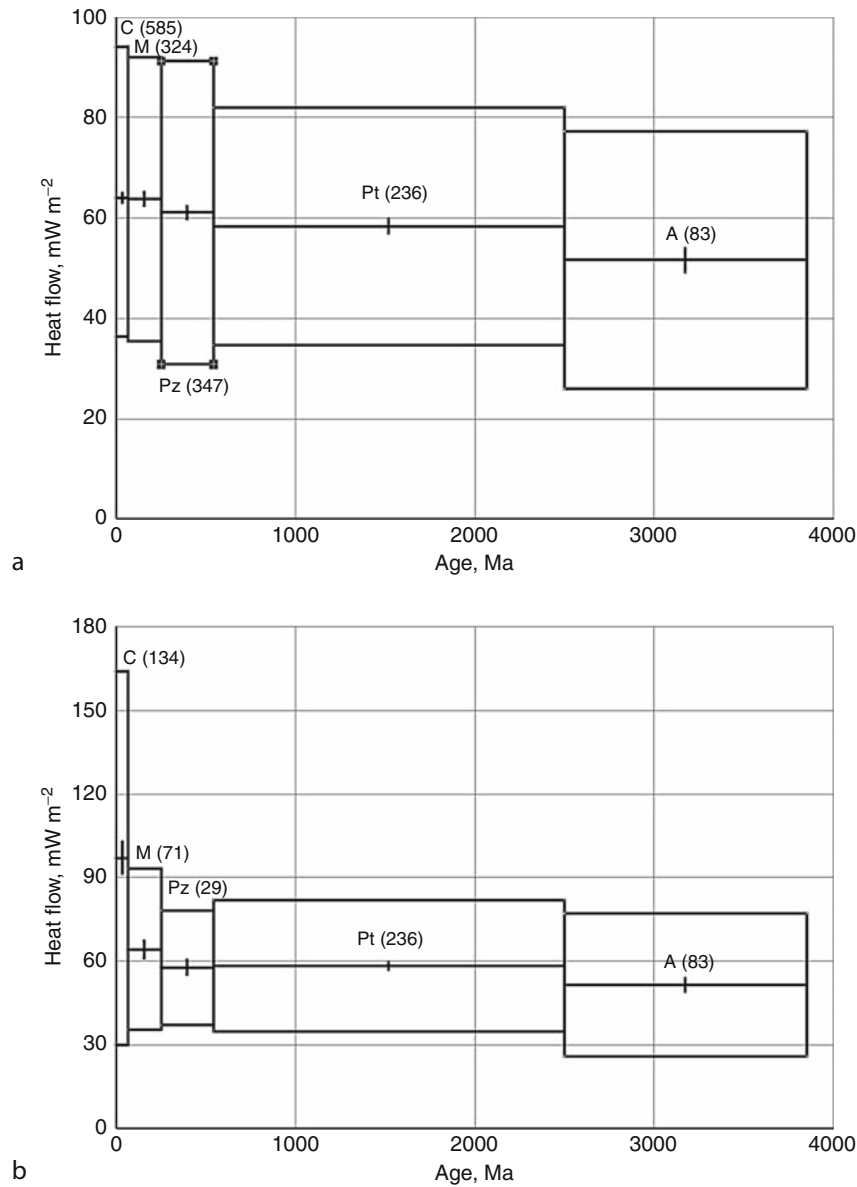 100
80
60
40
20
0
Heat flow, mW m⁻²
C (585)
M (324)
Pz (347)
Pt (236)
A (83)
0 1000 2000 3000 4000
Age, Ma
a
180
150
120
90
60
30
0
Heat flow, mW m⁻²
C (134)
M (71)
Pz (29)
Pt (236)
A (83)
0 1000 2000 3000 4000
Age, Ma
b